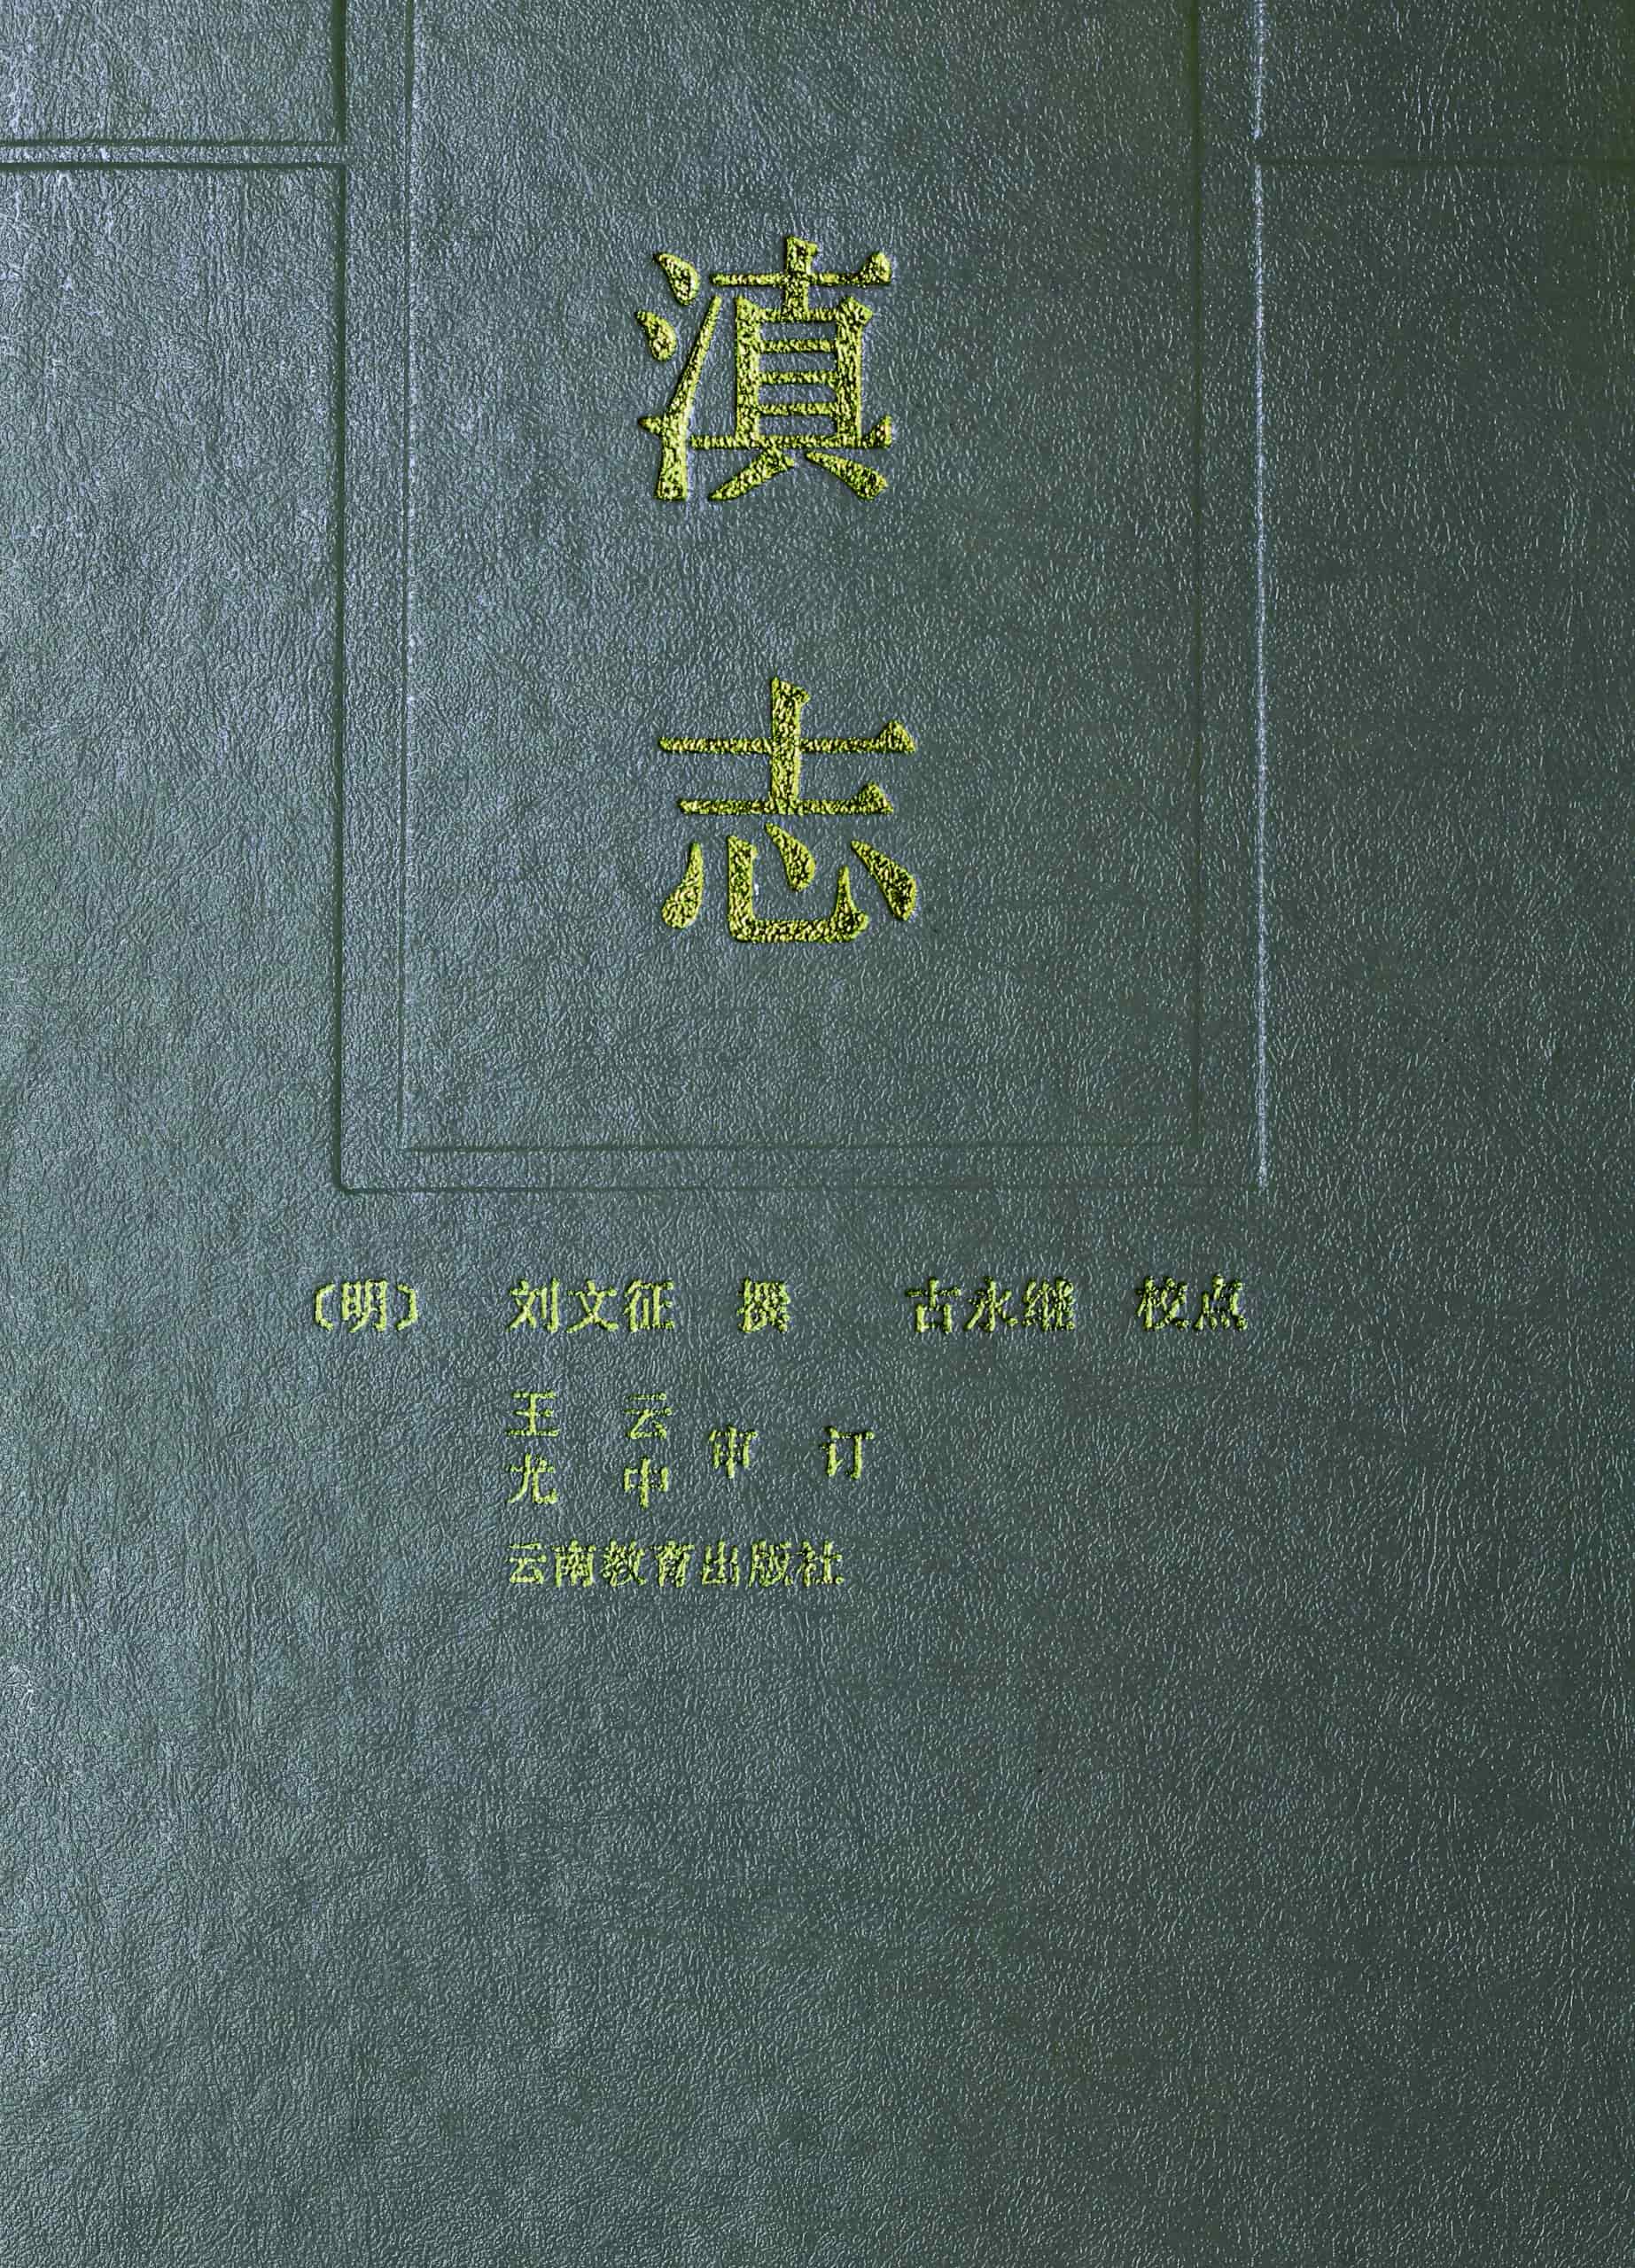 滇
志
〔明〕 刘文征 撰 古永继 校点
王云
尤中 审订
云南教育出版社